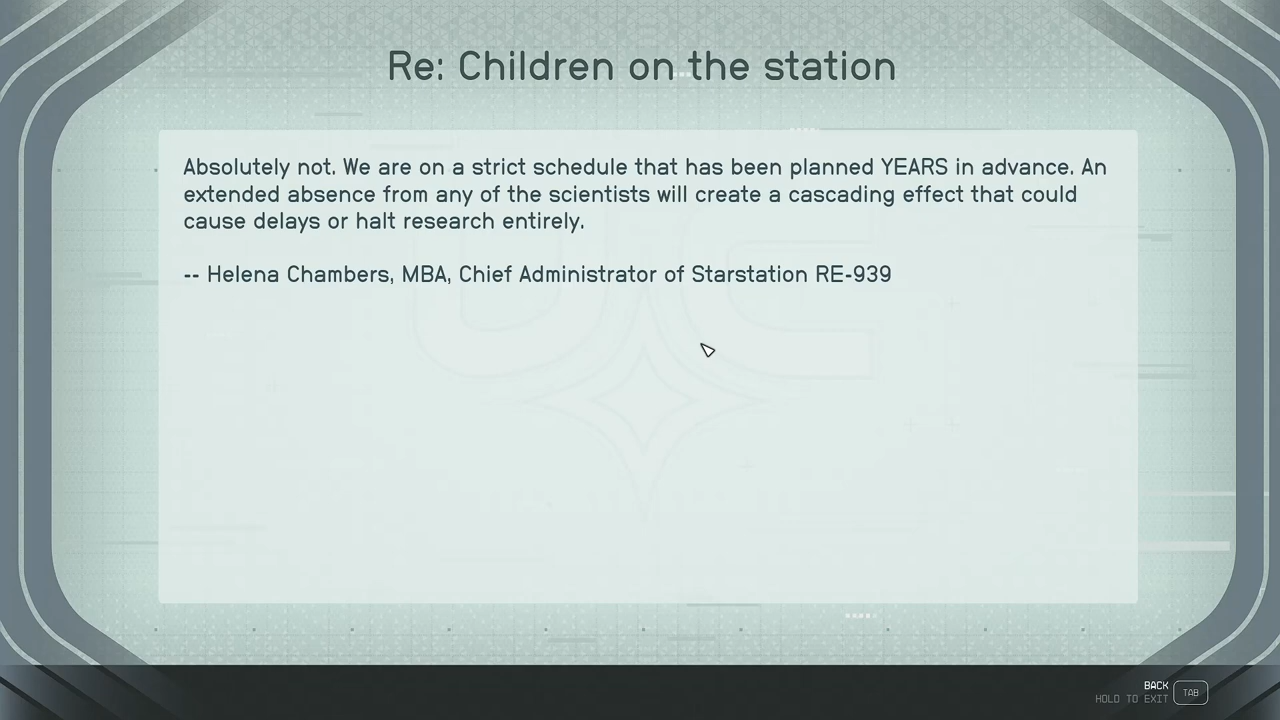 Re: Children on the station
Absolutely not. We are on a strict schedule that has been planned YEARS in advance. An
extended absence from any of the scientists will create a cascading effect that could
cause delays or halt research entirely.
-- Helena Chambers, MBA, Chief Administrator of Starstation RE-939
UC
BACK
HOLD TO EXIT
TAB